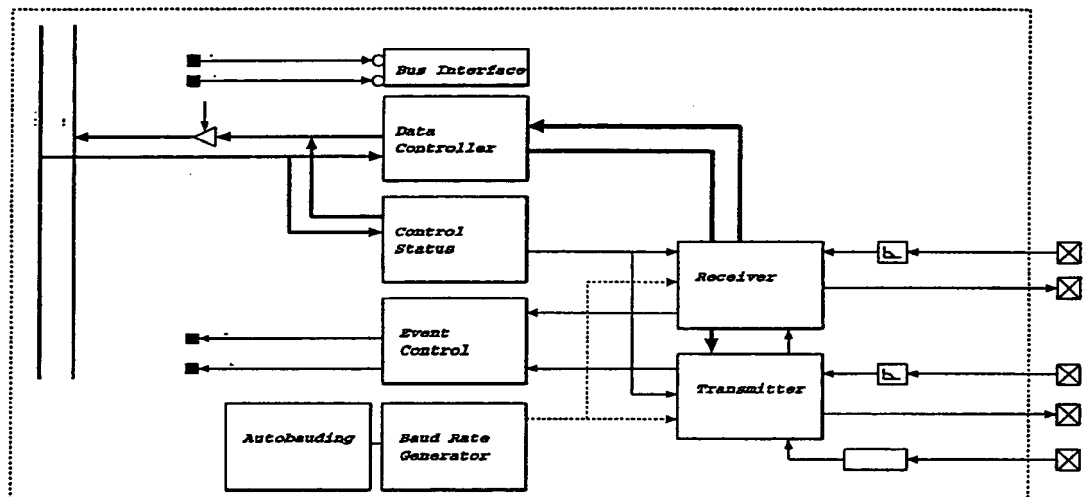 Bus Interface
Data
Controller
Control
Status
Receiver
Event
Control
Transmitter
Autobauding
Baud Rate
Generator